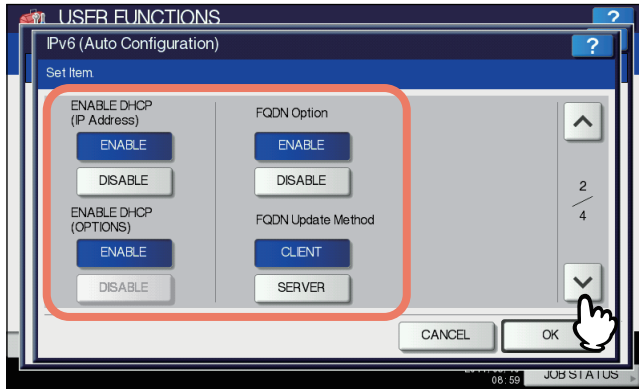 USER FUNCTIONS
?
IPv6 (Auto Configuration)
?
Set Item.
ENABLE DHCP
(IP Address)
ENABLE
DISABLE
ENABLE DHCP
(OPTIONS)
ENABLE
DISABLE
FQDN Option
ENABLE
DISABLE
FQDN Update Method
CLIENT
SERVER
2
4
CANCEL
OK
08:59
JOB STATUS